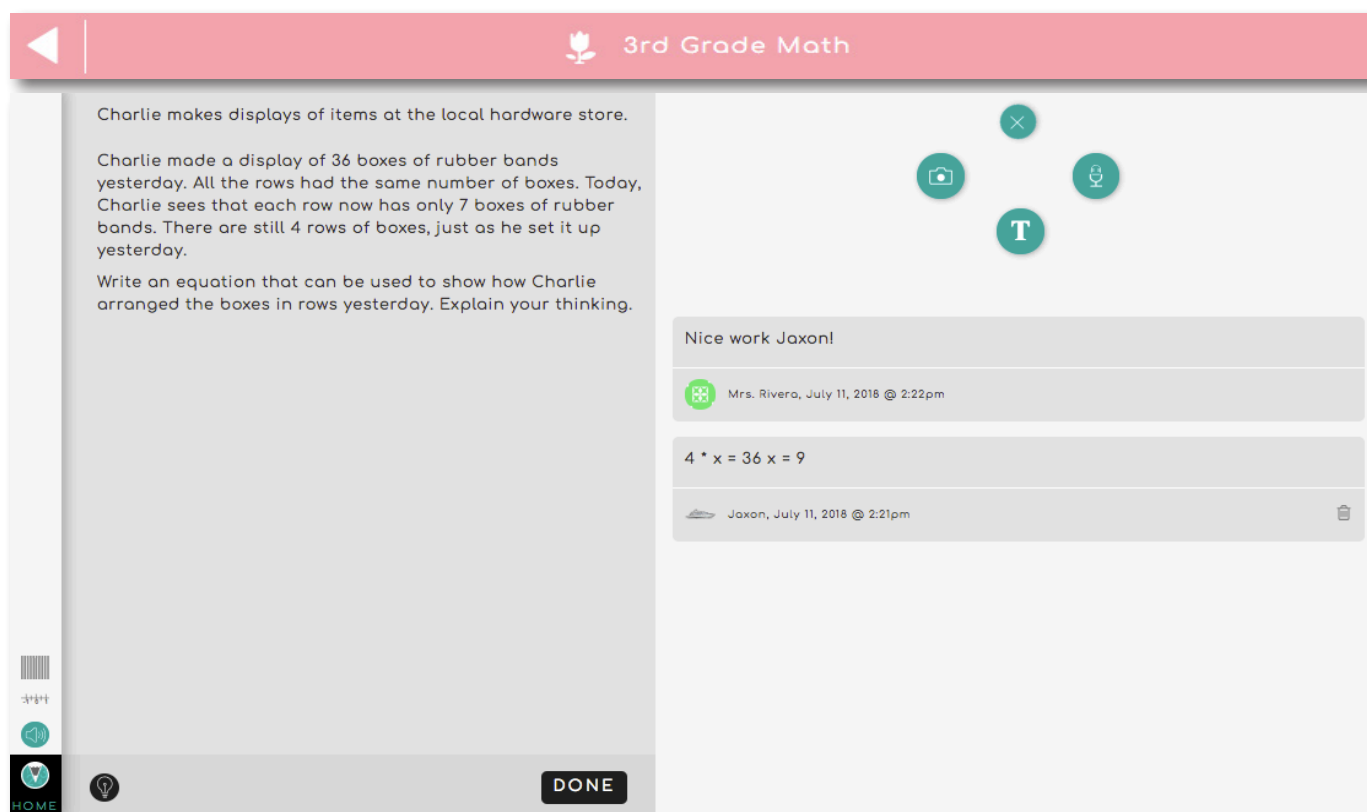 3rd Grade Math
Charlie makes displays of items at the local hardware store.
Charlie made a display of 36 boxes of rubber bands
yesterday. All the rows had the same number of boxes. Today,
Charlie sees that each row now has only 7 boxes of rubber
bands. There are still 4 rows of boxes, just as he set it up
yesterday.
Write an equation that can be used to show how Charlie
arranged the boxes in rows yesterday. Explain your thinking.
T
Nice work Jaxon!
Mrs. Rivera, July 11, 2018 @ 2:22pm
4 * x = 36 x = 9
Jaxon, July 11, 2018 @ 2:21pm
DONE
HOME